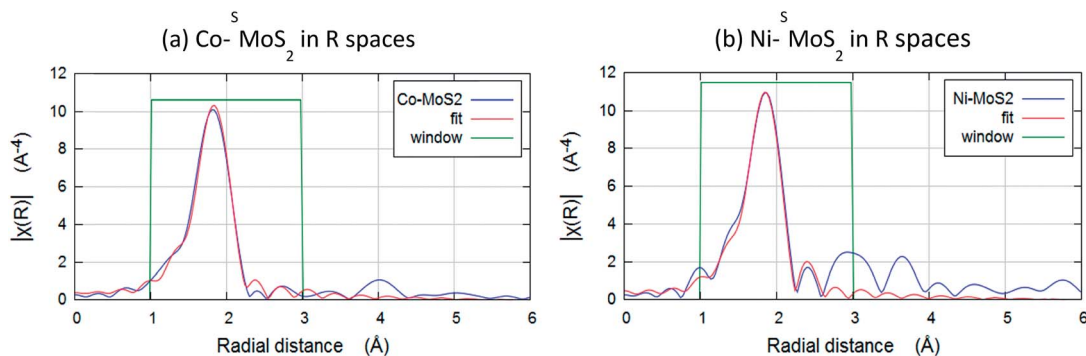 (a) Co-ˢMoS₂ in R spaces
12
10
8
6
4
2
0
|χ(R)| (A⁻⁴)
Co-MoS2
fit
window
0 1 2 3 4 5 6
Radial distance (Å)
(b) Ni-ˢMoS₂ in R spaces
12
10
8
6
4
2
0
|χ(R)| (A⁻⁴)
Ni-MoS2
fit
window
0 1 2 3 4 5 6
Radial distance (Å)